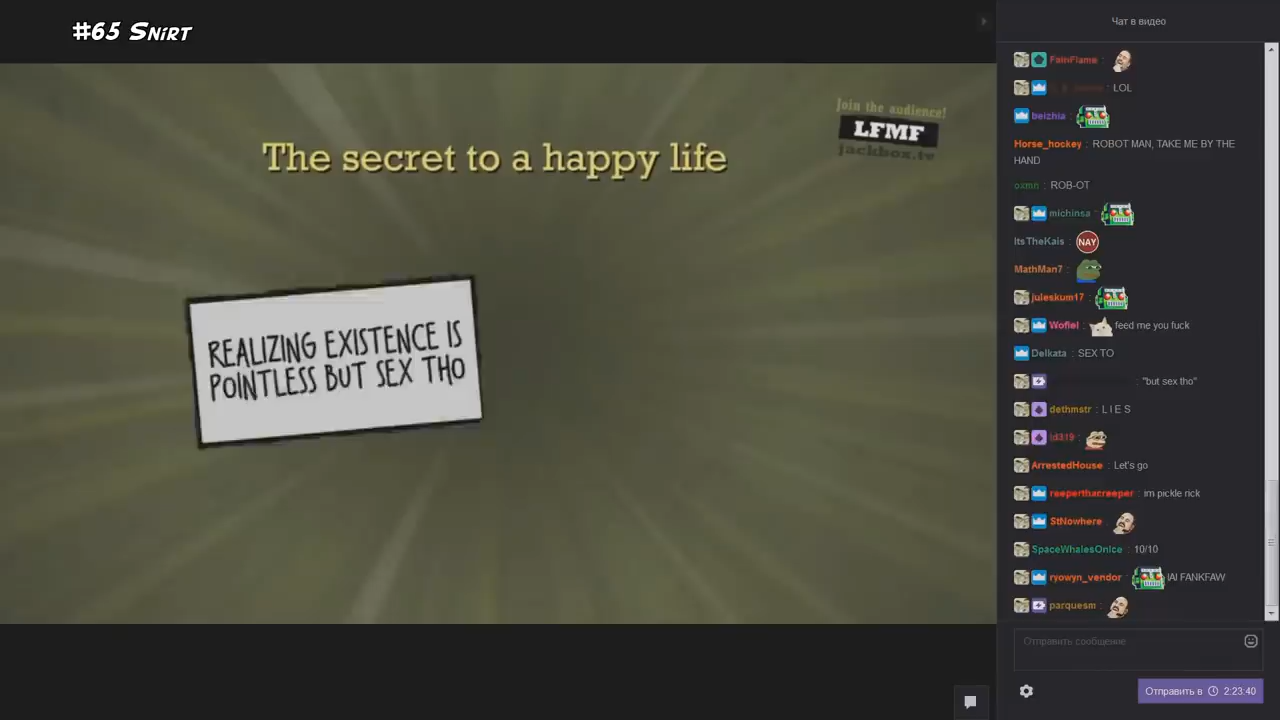 #65 Snirt
Join the audience!
LFMF
jackbox.tv
The secret to a happy life
REALIZING EXISTENCE IS
POINTLESS BUT SEX THO
Чат в видео
FainFlame :
: LOL
beizhia :
Horse_hockey : ROBOT MAN, TAKE ME BY THE
HAND
: ROB-OT
michinsa :
ItsTheKais :
NAY
MathMan7 :
juleskum17 :
Wofiel : feed me you fuck
Delkata : SEX TO
: "but sex tho"
dethmstr : L I E S
ld319 :
ArrestedHouse : Let's go
reeperthacreeper : im pickle rick
StNowhere :
SpaceWhalesOnIce : 10/10
ryowyn_vendor : IAI FANKFAW
parquesm :
Отправить сообщение
Отправить в 2:23:40